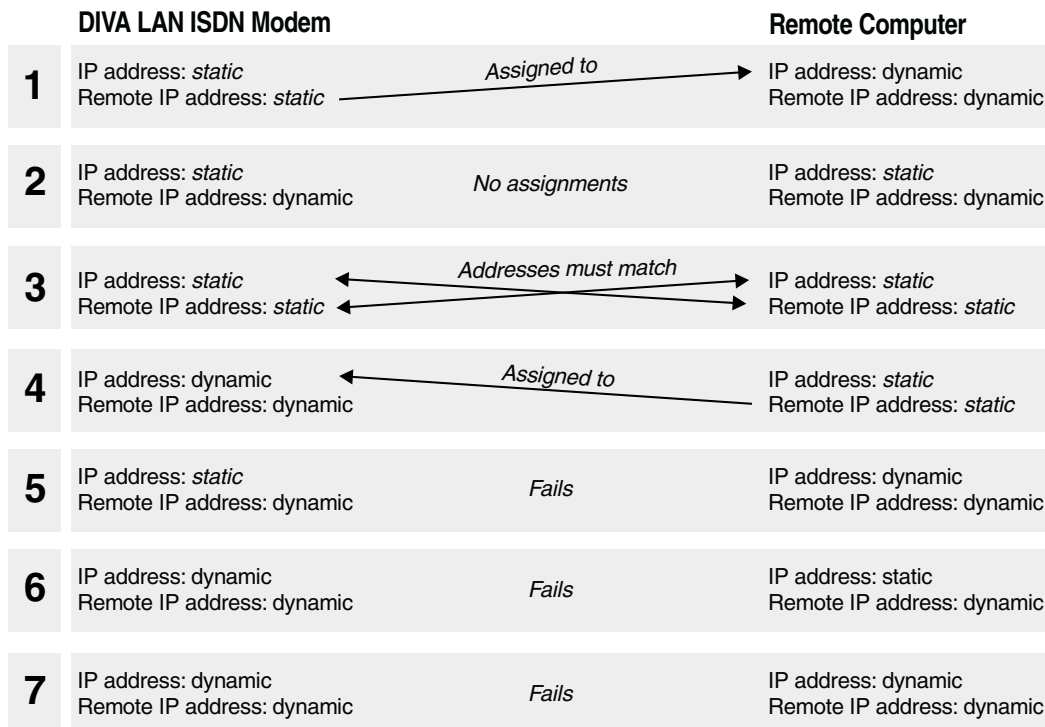 DIVA LAN ISDN Modem Remote Computer
1
IP address: static
Remote IP address: static
Assigned to
IP address: dynamic
Remote IP address: dynamic
2
IP address: static
Remote IP address: dynamic
No assignments
IP address: static
Remote IP address: dynamic
3
IP address: static
Remote IP address: static
Addresses must match
IP address: static
Remote IP address: static
4
IP address: dynamic
Remote IP address: dynamic
Assigned to
IP address: static
Remote IP address: static
5
IP address: static
Remote IP address: dynamic
Fails
IP address: dynamic
Remote IP address: dynamic
6
IP address: dynamic
Remote IP address: dynamic
Fails
IP address: static
Remote IP address: dynamic
7
IP address: dynamic
Remote IP address: dynamic
Fails
IP address: dynamic
Remote IP address: dynamic